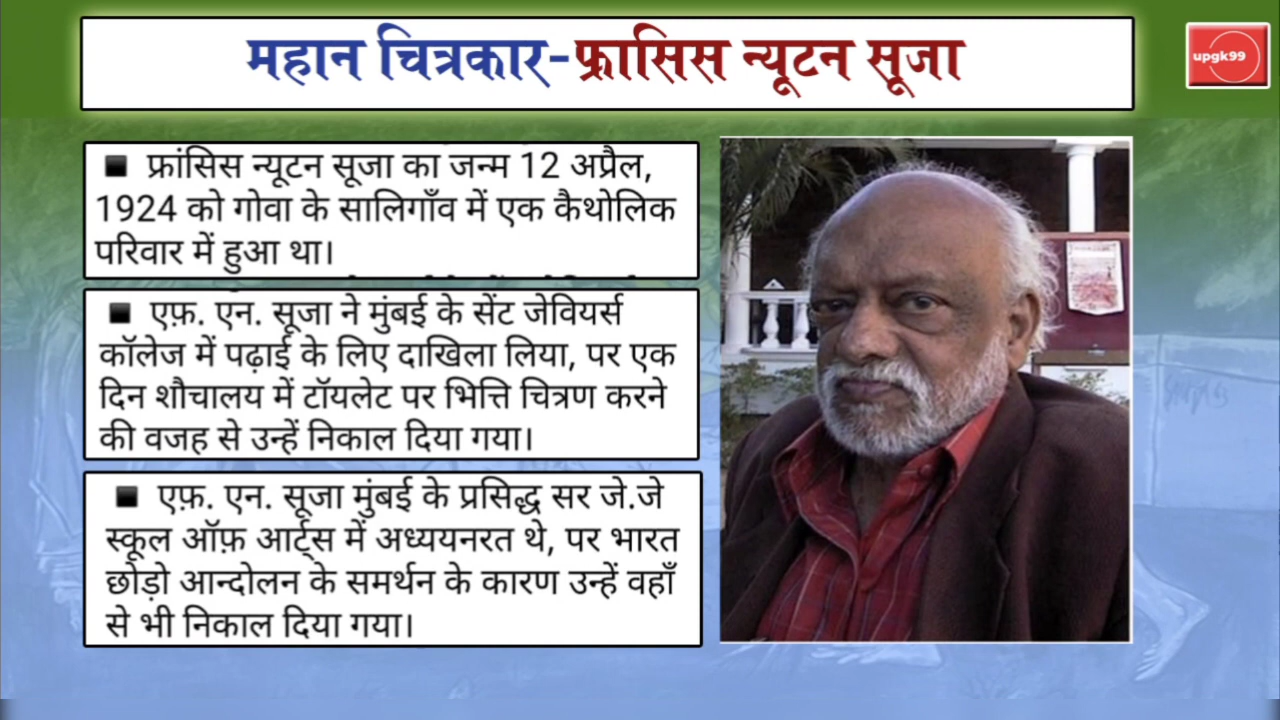 महान चित्रकार-फ्रासिस न्यूटन सूजा
upgk99
▪ फ्रांसिस न्यूटन सूजा का जन्म 12 अप्रैल,
1924 को गोवा के सालिगाँव में एक कैथोलिक
परिवार में हुआ था।
▪ एफ़. एन. सूजा ने मुंबई के सेंट जेवियर्स
कॉलेज में पढ़ाई के लिए दाखिला लिया, पर एक
दिन शौचालय में टॉयलेट पर भित्ति चित्रण करने
की वजह से उन्हें निकाल दिया गया।
▪ एफ़. एन. सूजा मुंबई के प्रसिद्ध सर जे.जे
स्कूल ऑफ़ आर्ट्स में अध्ययनरत थे, पर भारत
छोड़ो आन्दोलन के समर्थन के कारण उन्हें वहाँ
से भी निकाल दिया गया।